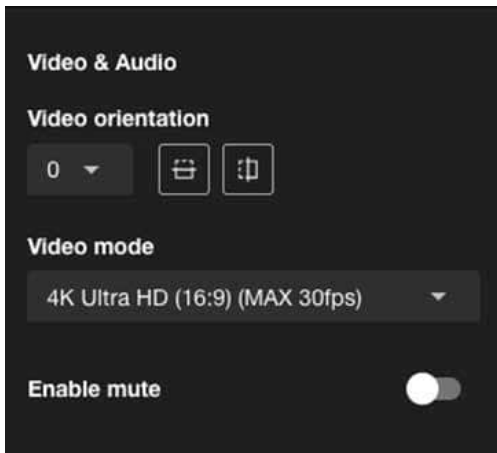 Video & Audio
Video orientation
0
Video mode
4K Ultra HD (16:9) (MAX 30fps)
Enable mute